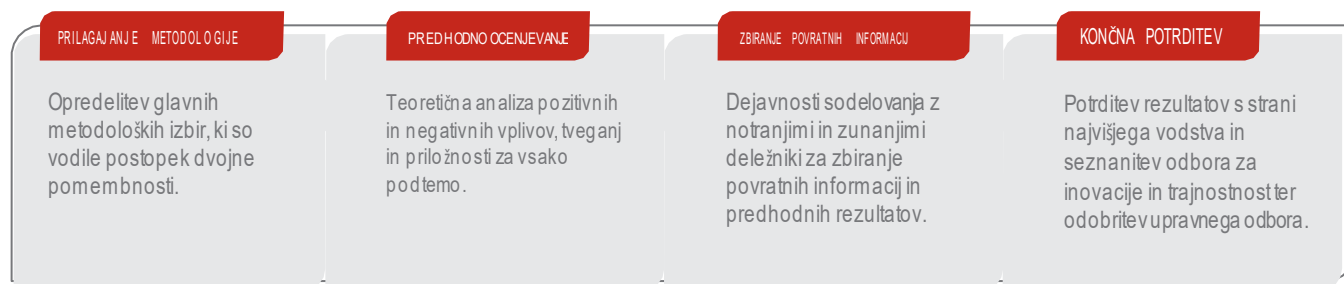 PRILAGAJANJE METODOLOGIJE
Opredelitev glavnih
metodoloških izbir, ki so
vodile postopek dvojne
pomembnosti.
PREDHODNO OCENJEVANJE
Teoretična analiza pozitivnih
in negativnih vplivov, tveganj
in priložnosti za vsako
podtemo.
ZBIRANJE POVRATNIH INFORMACIJ
Dejavnosti sodelovanja z
notranjimi in zunanjimi
deležniki za zbiranje
povratnih informacij in
predhodnih rezultatov.
KONČNA POTRDITEV
Potrditev rezultatov s strani
najvišjega vodstva in
seznanitev odbora za
inovacije in trajnostnost ter
odobritev upravnega odbora.